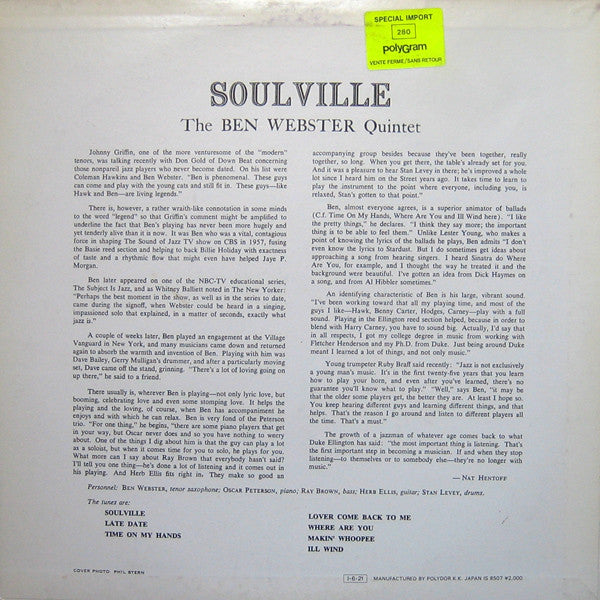 SPECIAL IMPORT
280
polyGram
VENTE FERME/SANS RETOUR
SOULVILLE
The BEN WEBSTER Quintet
Johnny Griffin, one of the more venturesome of the "modern"
tenors, was talking recently with Don Gold of Down Beat concerning
those nonpareil jazz players who never become dated. On his list were
Coleman Hawkins and Ben Webster. "They're phenomenal. These guys
can come and play with the young cats and still fit in. These guys—like
Hawk and Ben—are living legends."
There is, however, a rather wraith-like connotation in some minds
to the word "legend" so that Griffin's comment might be amplified to
underline the fact that Ben's playing has never been more hugely and
yet tenderly alive than it is now. It was Ben who was a vital, contagious
force in shaping The Sound of Jazz TV show on CBS in 1957, fusing
the Basie reed section and helping to back Billie Holiday with exactness
of taste and a rhythmic flow that might even have helped Jaye P.
Morgan.
Ben later appeared on one of the NBC-TV educational series,
The Subject Is Jazz, and as Whitney Balliett noted in The New Yorker:
"Perhaps the best moment in the show, as well as in the series to date,
came during the signoff, when Webster could be heard in a singing,
impassioned solo that explained, in a matter of seconds, exactly what
jazz is."
A couple of weeks later, Ben played an engagement at the Village
Vanguard in New York, and many musicians came down and returned
again to absorb the warmth and invention of Ben. Playing with him was
Dave Bailey, Gerry Mulligan's drummer, and after a particularly moving
set, Dave came off the stand, grinning. "There's a lot of loving going on
up there," he said to a friend.
There usually is, wherever Ben is playing—not only lyric love, but
booming, celebrating love and even some stomping love. It helps the
playing and the loving, of course, when Ben has accompaniment he
enjoys and with which he can relax. Ben is very fond of the Peterson
trio. "For one thing," he begins, "there are some piano players that get
in your way, but Oscar never does and so you have nothing to worry
about. One of the things I dig about him is that the guy can play a lot
as a soloist, but when it comes time for you to solo, he plays for you.
What more can I say about Ray Brown that everybody hasn't said?
I'll tell you one thing—he's done a lot of listening and it comes out in
his playing. And Herb Ellis fits right in. They make so good an
accompanying group besides because they've been together, really
together, so long. When you get there, the table's already set for you.
And it was a pleasure to hear Stan Levey in there; he's improved a whole
lot since I heard him on the Street years ago. It takes time to learn to
play the instrument to the point where everyone, including you, is
relaxed, Stan's gotten to that point."
Ben, almost everyone agrees, is a superior animator of ballads
(C.f. Time On My Hands, Where Are You and Ill Wind here). "I like
the pretty things," he declares. "I think they say more; the important
thing is to be able to feel them." Unlike Lester Young, who makes a
point of knowing the lyrics of the ballads he plays, Ben admits "I don't
even know the lyrics to Stardust. But I do sometimes get ideas about
approaching a song from hearing singers. I heard Sinatra do Where
Are You, for example, and I thought the way he treated it and the
background were beautiful. I've gotten an idea from Dick Haymes on
a song, and from Al Hibbler sometimes."
An identifying characteristic of Ben is his large, vibrant sound.
"I've been working toward that all my playing time, and most of the
guys I like—Hawk, Benny Carter, Hodges, Carney—play with a full
sound. Playing in the Ellington reed section helped, because in order
to blend with Harry Carney, you have to sound big. Actually, I'd say that
in all respects, I got my college degree in music from working with
Fletcher Henderson and my Ph.D. from Duke. Just being around Duke
meant I learned a lot of things, and not only music."
Young trumpeter Ruby Braff said recently: "Jazz is not exclusively
a young man's music. It's in the first twenty-five years that you learn
how to play your horn, and even after you've learned, there's no
guarantee you'll know what to play." "Well," says Ben, "it may be
that the older some players get, the better they are. At least I hope so.
You keep hearing different guys and learning different things, and that
helps. That's the reason I go around and listen to different players all
the time. That's a must."
The growth of a jazzman of whatever age comes back to what
Duke Ellington has said: "the most important thing is listening. That's
the first important step in becoming a musician. If and when they stop
listening—to themselves or to somebody else—they're no longer with
music."
— NAT HENTOFF
Personnel: BEN WEBSTER, tenor saxophone; OSCAR PETERSON, piano; RAY BROWN, bass; HERB ELLIS, guitar; STAN LEVEY, drums.
The tunes are:
SOULVILLE
LATE DATE
TIME ON MY HANDS
LOVER COME BACK TO ME
WHERE ARE YOU
MAKIN' WHOOPEE
ILL WIND
COVER PHOTO: PHIL STERN
I-6-21 MANUFACTURED BY POLYDOR K.K. JAPAN IS 8507 ¥2,000